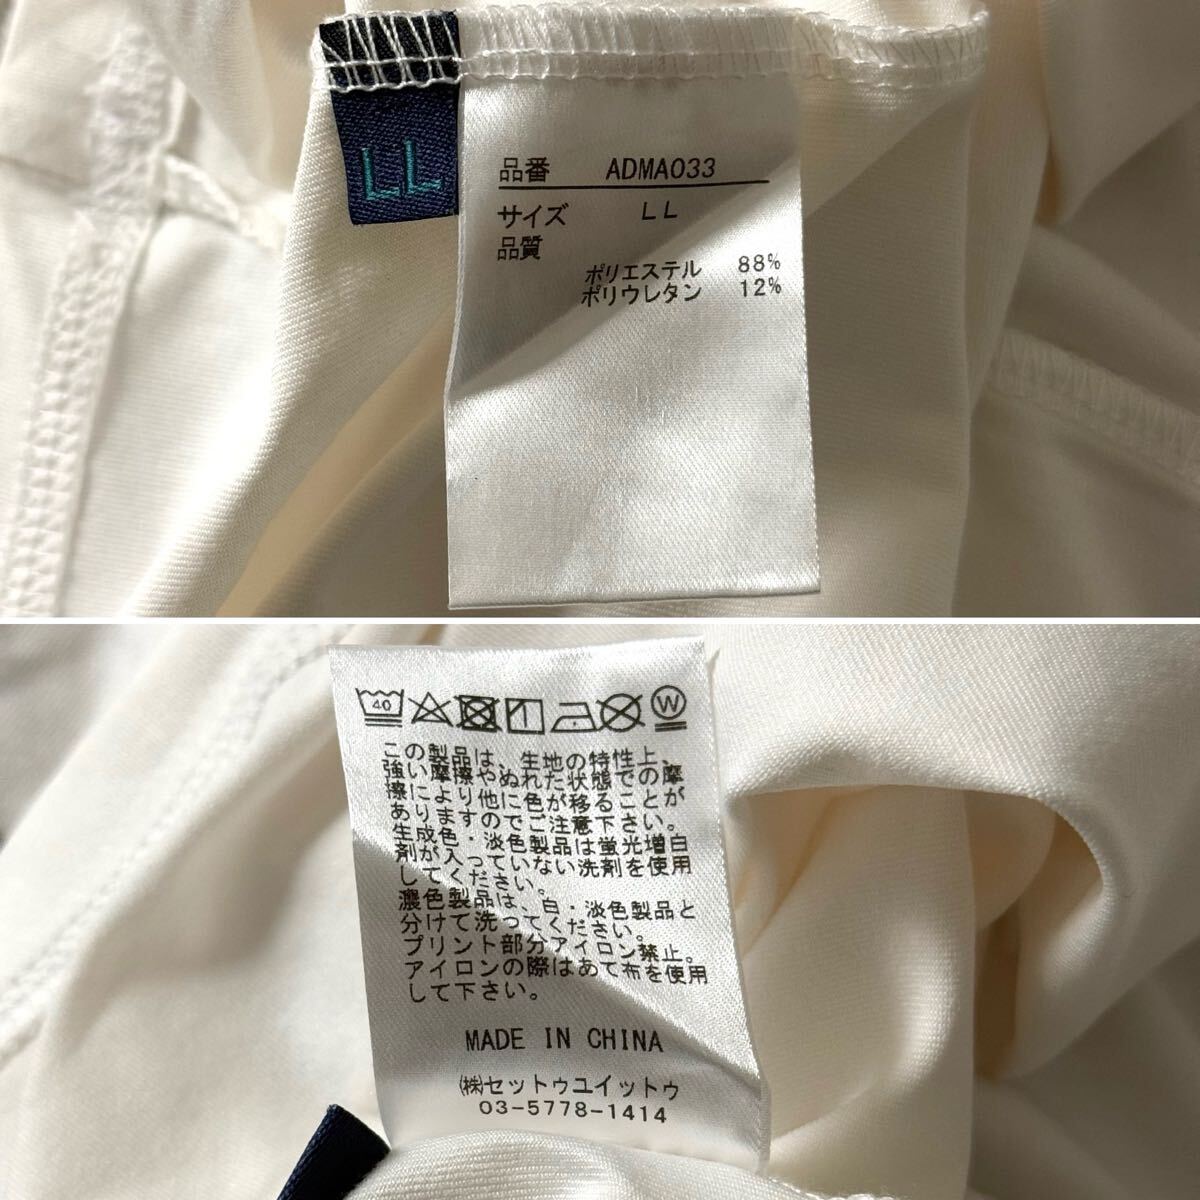 LL
品番 ADMA033
サイズ LL
品質
ポリエステル 88%
ポリウレタン 12%
40 W
この製品は、生地の特性上、
強い摩擦やぬれた状態での摩
擦により他に色が移ることが
ありますのでご注意下さい。
生成色・淡色製品は蛍光増白
剤が入っていない洗剤を使用
してください。
濃色製品は、白・淡色製品と
分けて洗ってください。
プリント部分アイロン禁止。
アイロンの際はあて布を使用
して下さい。
MADE IN CHINA
㈱セットゥユイットゥ
03-5778-1414